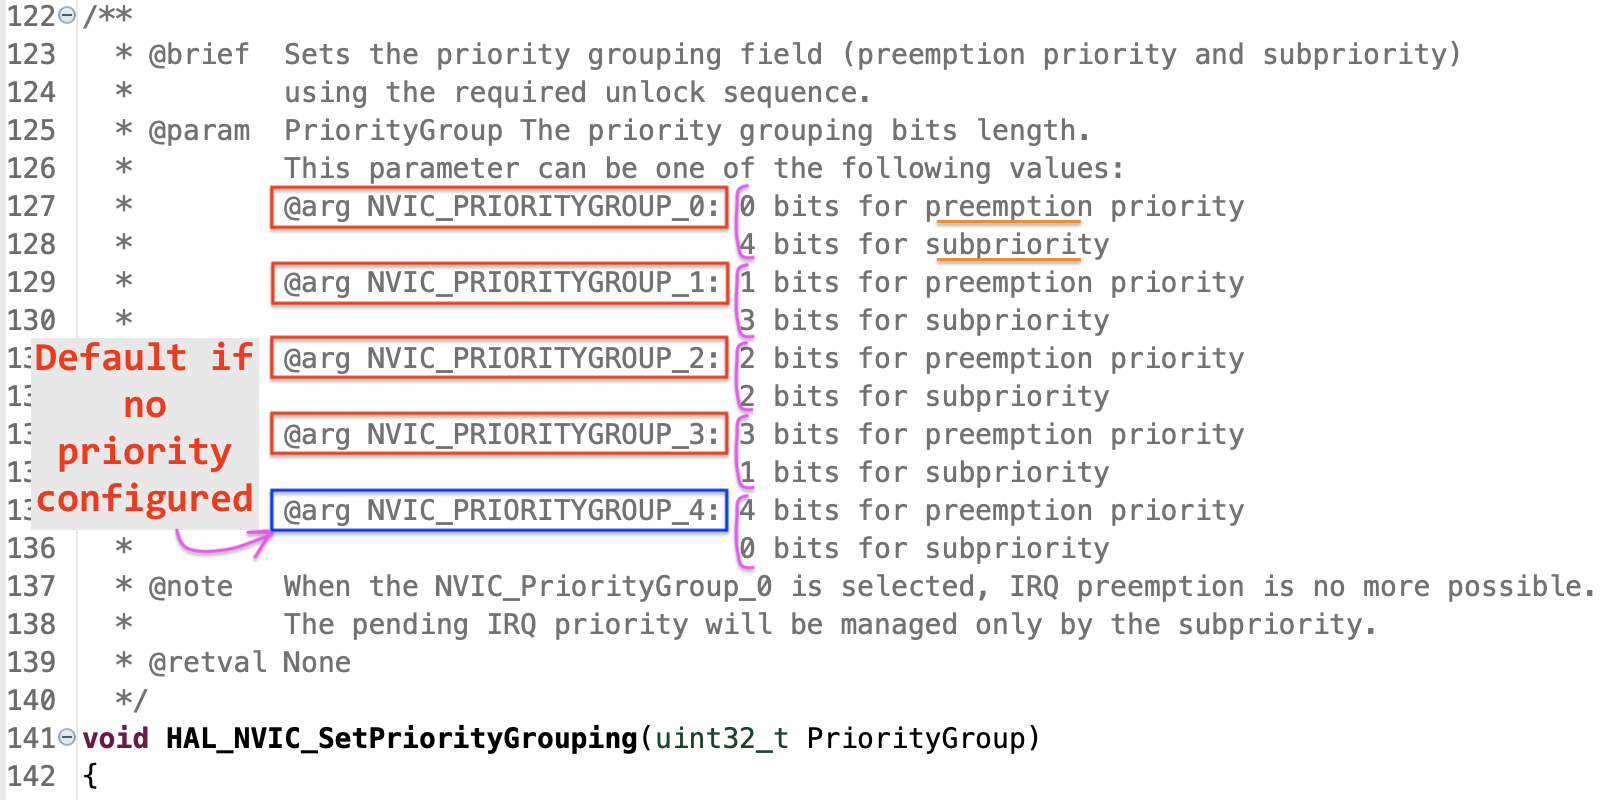 122 /**
123 * @brief Sets the priority grouping field (preemption priority and subpriority)
124 * using the required unlock sequence.
125 * @param PriorityGroup The priority grouping bits length.
126 * This parameter can be one of the following values:
127 * @arg NVIC_PRIORITYGROUP_0: 0 bits for preemption priority
128 * 4 bits for subpriority
129 * @arg NVIC_PRIORITYGROUP_1: 1 bits for preemption priority
130 * 3 bits for subpriority
@arg NVIC_PRIORITYGROUP_2: 2 bits for preemption priority
2 bits for subpriority
@arg NVIC_PRIORITYGROUP_3: 3 bits for preemption priority
1 bits for subpriority
@arg NVIC_PRIORITYGROUP_4: 4 bits for preemption priority
Default if
no
priority
configured
136 * 0 bits for subpriority
137 * @note When the NVIC_PriorityGroup_0 is selected, IRQ preemption is no more possible.
138 * The pending IRQ priority will be managed only by the subpriority.
139 * @retval None
140 */
141 void HAL_NVIC_SetPriorityGrouping(uint32_t PriorityGroup)
142 {